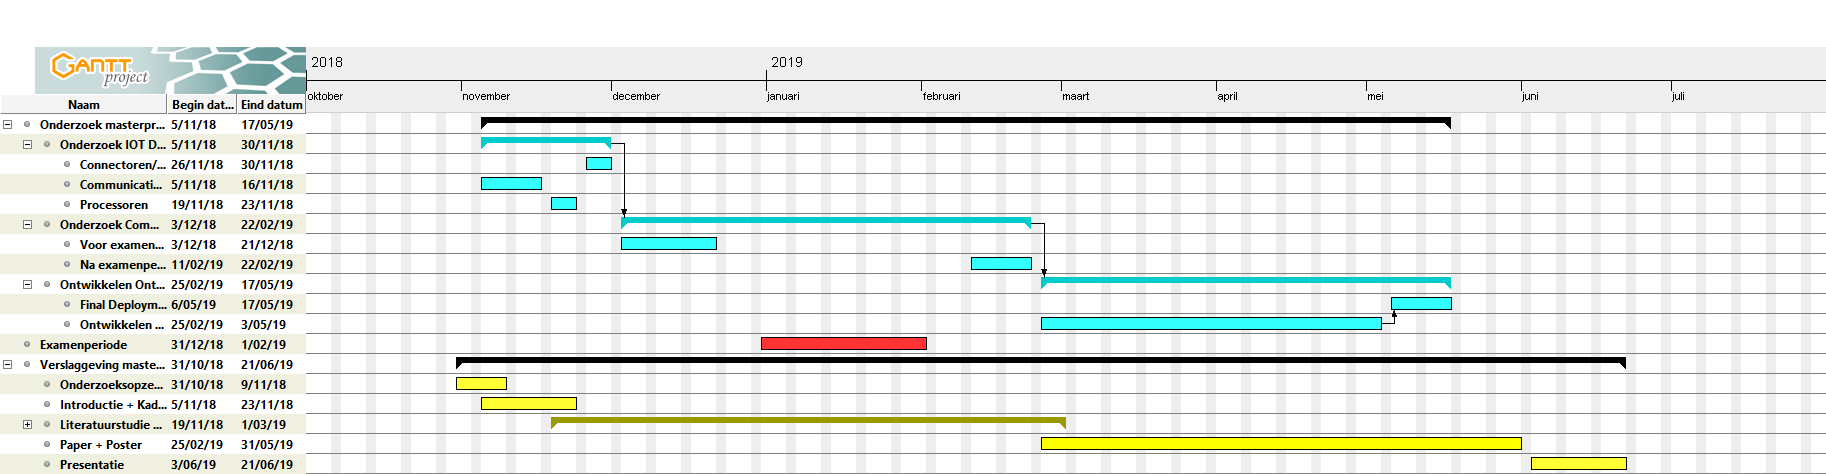 GANTT
project
2018
2019
oktober
november
december
januari
februari
maart
april
mei
juni
juli
Naam Begin dat... Eind datum
Onderzoek masterpr... 5/11/18 17/05/19
Onderzoek IOT D... 5/11/18 30/11/18
Connectoren/... 26/11/18 30/11/18
Communicati... 5/11/18 16/11/18
Processoren 19/11/18 23/11/18
Onderzoek Com... 3/12/18 22/02/19
Voor examen... 3/12/18 21/12/18
Na examenpe... 11/02/19 22/02/19
Ontwikkelen Ont... 25/02/19 17/05/19
Final Deploym... 6/05/19 17/05/19
Ontwikkelen ... 25/02/19 3/05/19
Examenperiode 31/12/18 1/02/19
Verslaggeving maste... 31/10/18 21/06/19
Onderzoeksopze... 31/10/18 9/11/18
Introductie + Kad... 5/11/18 23/11/18
Literatuurstudie ... 19/11/18 1/03/19
Paper + Poster 25/02/19 31/05/19
Presentatie 3/06/19 21/06/19